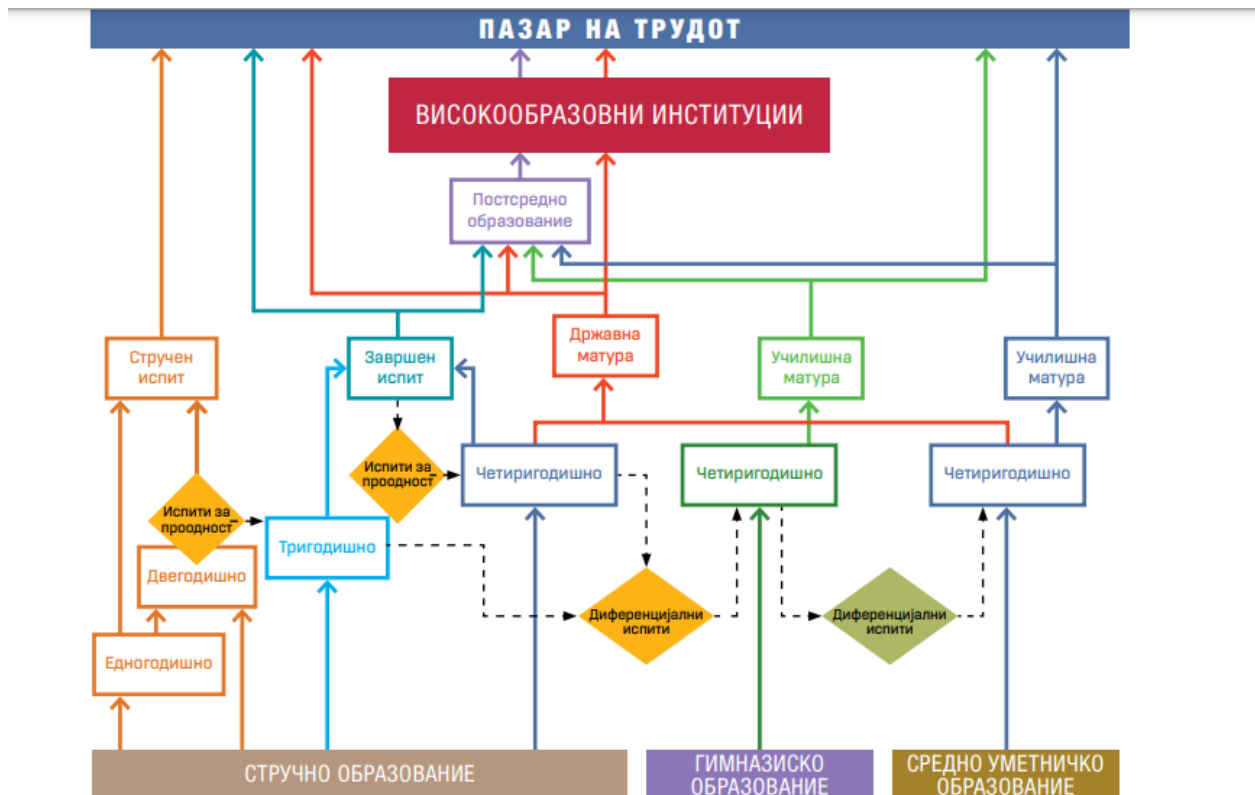 ПАЗАР НА ТРУДОТ
ВИСОКООБРАЗОВНИ ИНСТИТУЦИИ
Постсредно
образование
Државна
матура
Стручен
испит
Завршен
испит
Училишна
матура
Училишна
матура
Испити за
проодност
Четиригодишно
Четиригодишно
Четиригодишно
Испити за
проодност
Тригодишно
Двегодишно
Диференцијални
испити
Диференцијални
испити
Едногодишно
СТРУЧНО ОБРАЗОВАНИЕ
ГИМНАЗИСКО
ОБРАЗОВАНИЕ
СРЕДНО УМЕТНИЧКО
ОБРАЗОВАНИЕ